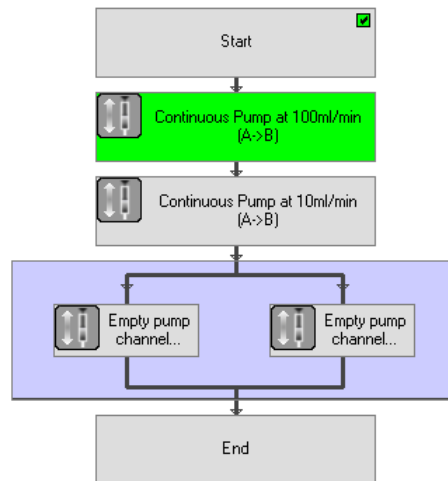 Start
Continuous Pump at 100ml/min
(A->B)
Continuous Pump at 10ml/min
(A->B)
Empty pump
channel...
Empty pump
channel...
End